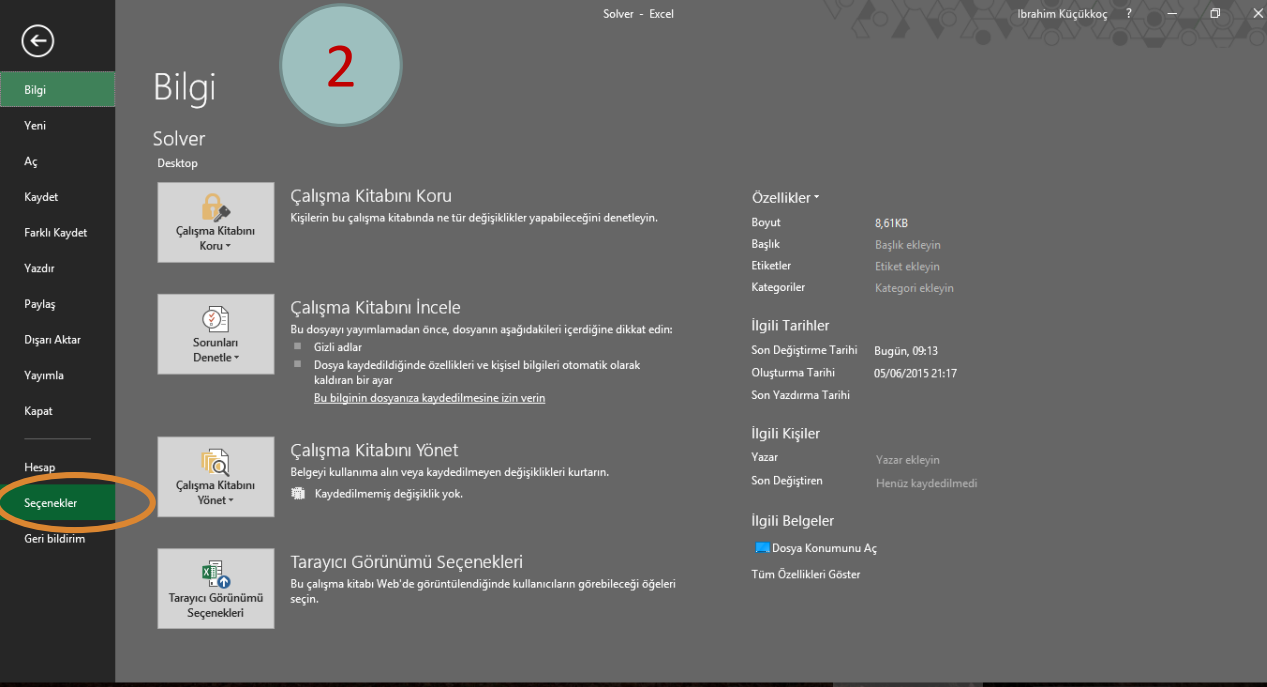 Solver - Excel
Ibrahim Küçükkoç ?
2
Bilgi
Yeni
Aç
Kaydet
Farklı Kaydet
Yazdır
Paylaş
Dışarı Aktar
Yayımla
Kapat
Hesap
Seçenekler
Geri bildirim
Bilgi
Solver
Desktop
Çalışma Kitabını
Koru
Çalışma Kitabını Koru
Kişilerin bu çalışma kitabında ne tür değişiklikler yapabileceğini denetleyin.
Sorunları
Denetle
Çalışma Kitabını İncele
Bu dosyayı yayımlamadan önce, dosyanın aşağıdakileri içerdiğine dikkat edin:
Gizli adlar
Dosya kaydedildiğinde özellikleri ve kişisel bilgileri otomatik olarak
kaldıran bir ayar
Bu bilginin dosyanıza kaydedilmesine izin verin
Çalışma Kitabını
Yönet
Çalışma Kitabını Yönet
Belgeyi kullanıma alın veya kaydedilmeyen değişiklikleri kurtarın.
Kaydedilmemiş değişiklik yok.
Tarayıcı Görünümü
Seçenekleri
Tarayıcı Görünümü Seçenekleri
Bu çalışma kitabı Web'de görüntülendiğinde kullanıcıların görebileceği öğeleri
seçin.
Özellikler
Boyut 8,61KB
Başlık Başlık ekleyin
Etiketler Etiket ekleyin
Kategoriler Kategori ekleyin
İlgili Tarihler
Son Değiştirme Tarihi Bugün, 09:13
Oluşturma Tarihi 05/06/2015 21:17
Son Yazdırma Tarihi
İlgili Kişiler
Yazar Yazar ekleyin
Son Değiştiren Henüz kaydedilmedi
İlgili Belgeler
Dosya Konumunu Aç
Tüm Özellikleri Göster